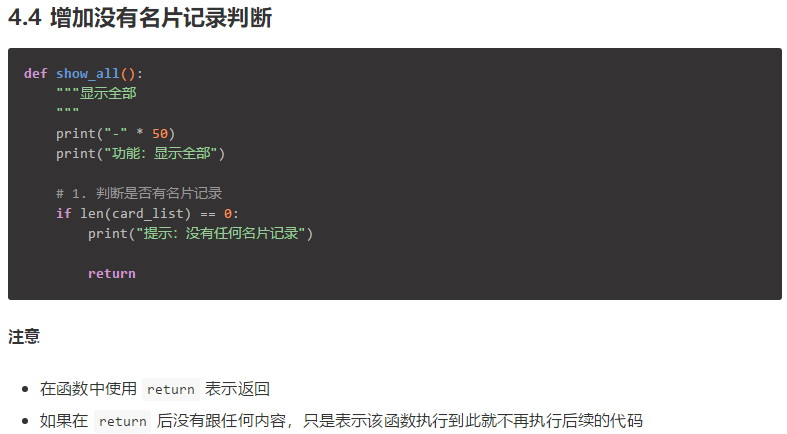 4.4 增加没有名片记录判断
def show_all():
    """显示全部
    """
    print("-" * 50)
    print("功能：显示全部")
    # 1. 判断是否有名片记录
    if len(card_list) == 0:
        print("提示：没有任何名片记录")
        return
注意
• 在函数中使用 return 表示返回
• 如果在 return 后没有跟任何内容，只是表示该函数执行到此就不再执行后续的代码